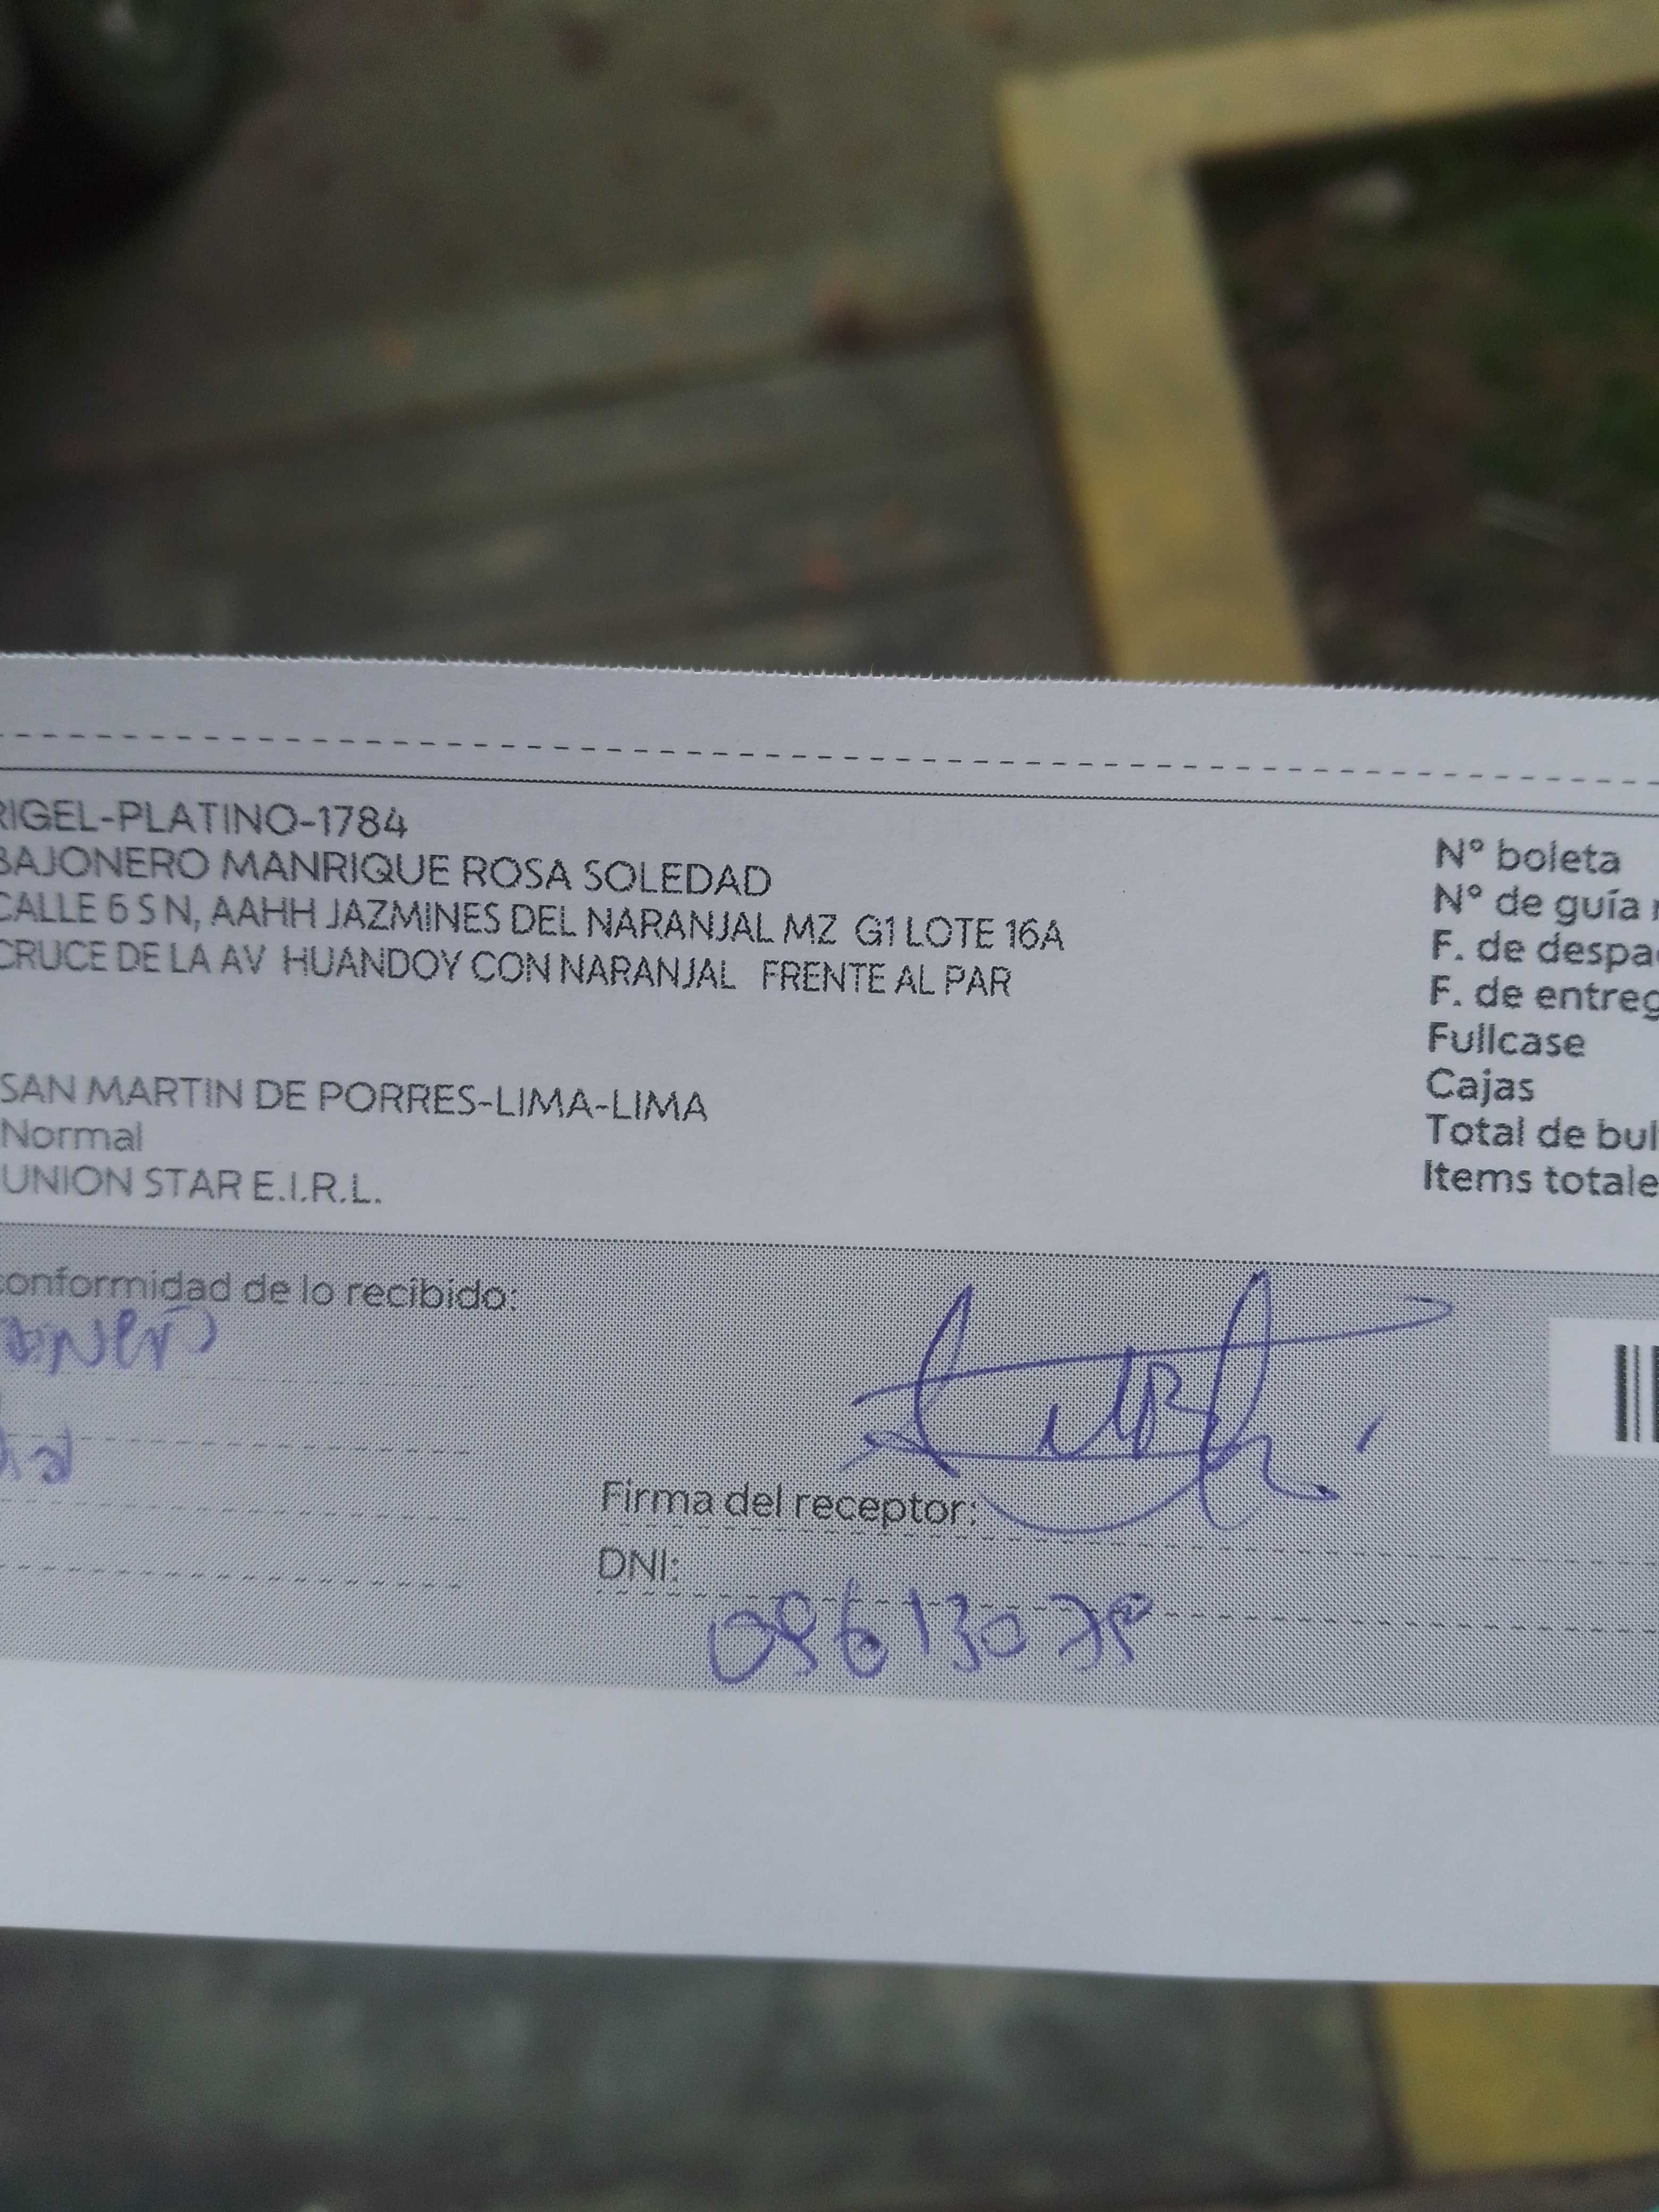 RIGEL-PLATINO-1784
BAJONERO MANRIQUE ROSA SOLEDAD
CALLE 6 S N, AAHH JAZMINES DEL NARANJAL MZ G1 LOTE 16A
CRUCE DE LA AV HUANDOY CON NARANJAL FRENTE AL PAR
SAN MARTIN DE PORRES-LIMA-LIMA
Normal
UNION STAR E.I.R.L.
N° boleta
N° de guía
F. de despa
F. de entreg
Fullcase
Cajas
Total de bul
Items totale
conformidad de lo recibido:
Firma del receptor:
DNI: